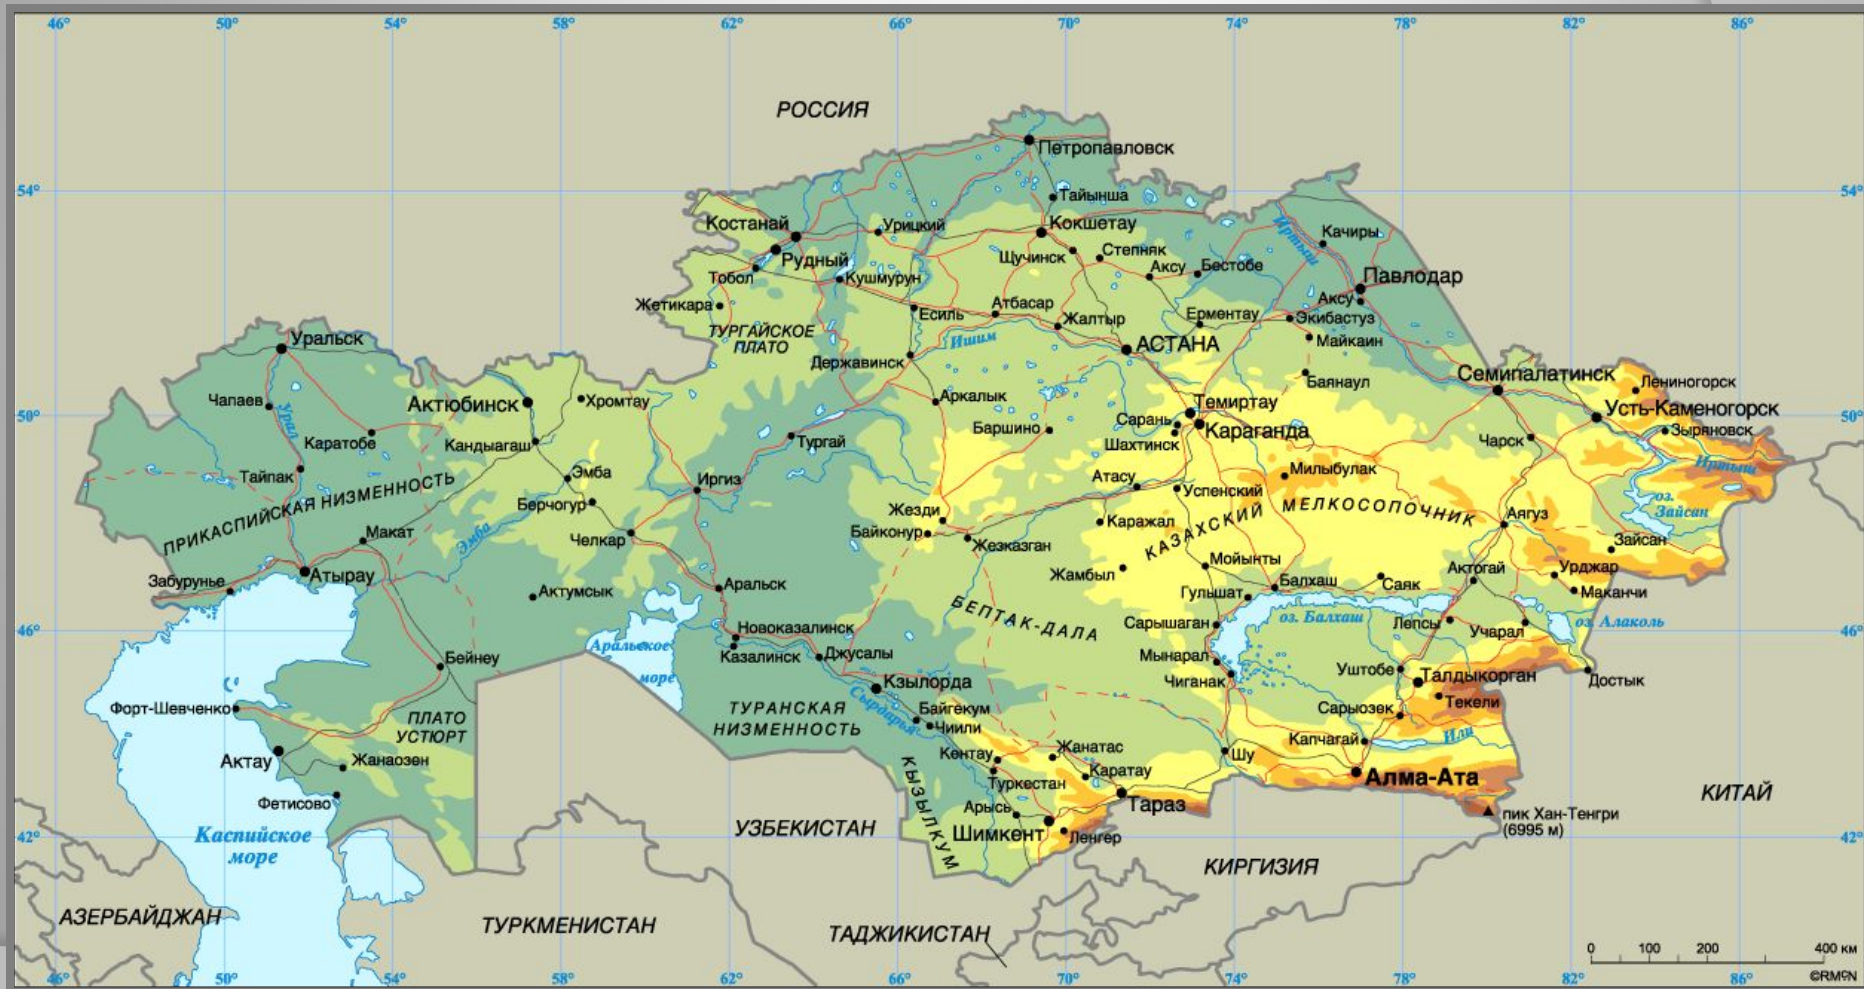 46° 50° 54° 58° 62° 66° 70° 74° 78° 82° 86°
РОССИЯ
Петропавловск
54° 54°
Тайынша
Костанай
Урицкий
Кокшетау
Качиры
Иртыш
Рудный
Щучинск
Степняк
Тобол
Кушмурун
Аксу
Бестобе
Павлодар
Жетикара
Есиль
Атбасар
Аксу
ТУРГАЙСКОЕ
ПЛАТО
Жалтыр
Ерментау
Экибастуз
Уральск
Ишим
АСТАНА
Майкаин
Державинск
Семипалатинск
Баянаул
Лениногорск
Чапаев
Актюбинск
Хромтау
Аркалык
Темиртау
Усть-Каменогорск
50° 50°
Урал
Каратобе
Кандыагаш
Тургай
Баршино
Сарань
Караганда
Шахтинск
Чарск
Зыряновск
Тайпак
Эмба
Иргиз
Атасу
Милыбулак
Иртыш
ПРИКАСПИЙСКАЯ НИЗМЕННОСТЬ
Берчогур
Успенский
оз.
Зайсан
Макат
Эмба
Челкар
Жезди
Байконур
Каражал
КАЗАХСКИЙ МЕЛКОСОПОЧНИК
Аягуз
Жезказган
Зайсан
Забурунье
Атырау
Жамбыл
Мойынты
Актогай
Урджар
Актумсык
Аральск
Гульшат
Балхаш
Саяк
Маканчи
БЕПТАК-ДАЛА
46° 46°
Новоказалинск
Сарышаган
оз. Балхаш
Лепсы
Учарал
оз. Алаколь
Аральское
море
Казалинск
Джусалы
Бейнеу
Мынарал
Уштобе
Чиганак
Талдыкорган
Достык
Кзылорда
Форт-Шевченко
Сырдарья
ТУРАНСКАЯ
НИЗМЕННОСТЬ
Байгекум
Чиили
Сарыозек
Текели
ПЛАТО
УСТЮРТ
Капчагай
Или
Актау
Жанаозен
Кентау
Жанатас
Шу
Туркестан
Каратау
Алма-Ата
КИТАЙ
Фетисово
КЫЗЫЛКУМ
Арысь
Тараз
пик Хан-Тенгри
(6995 м)
Каспийское
море
УЗБЕКИСТАН
Шимкент
Ленгер
42° 42°
КИРГИЗИЯ
АЗЕРБАЙДЖАН
ТУРКМЕНИСТАН
ТАДЖИКИСТАН
0 100 200 400 км
46° 50° 54° 58° 62° 66° 70° 74° 78° 82° 86°